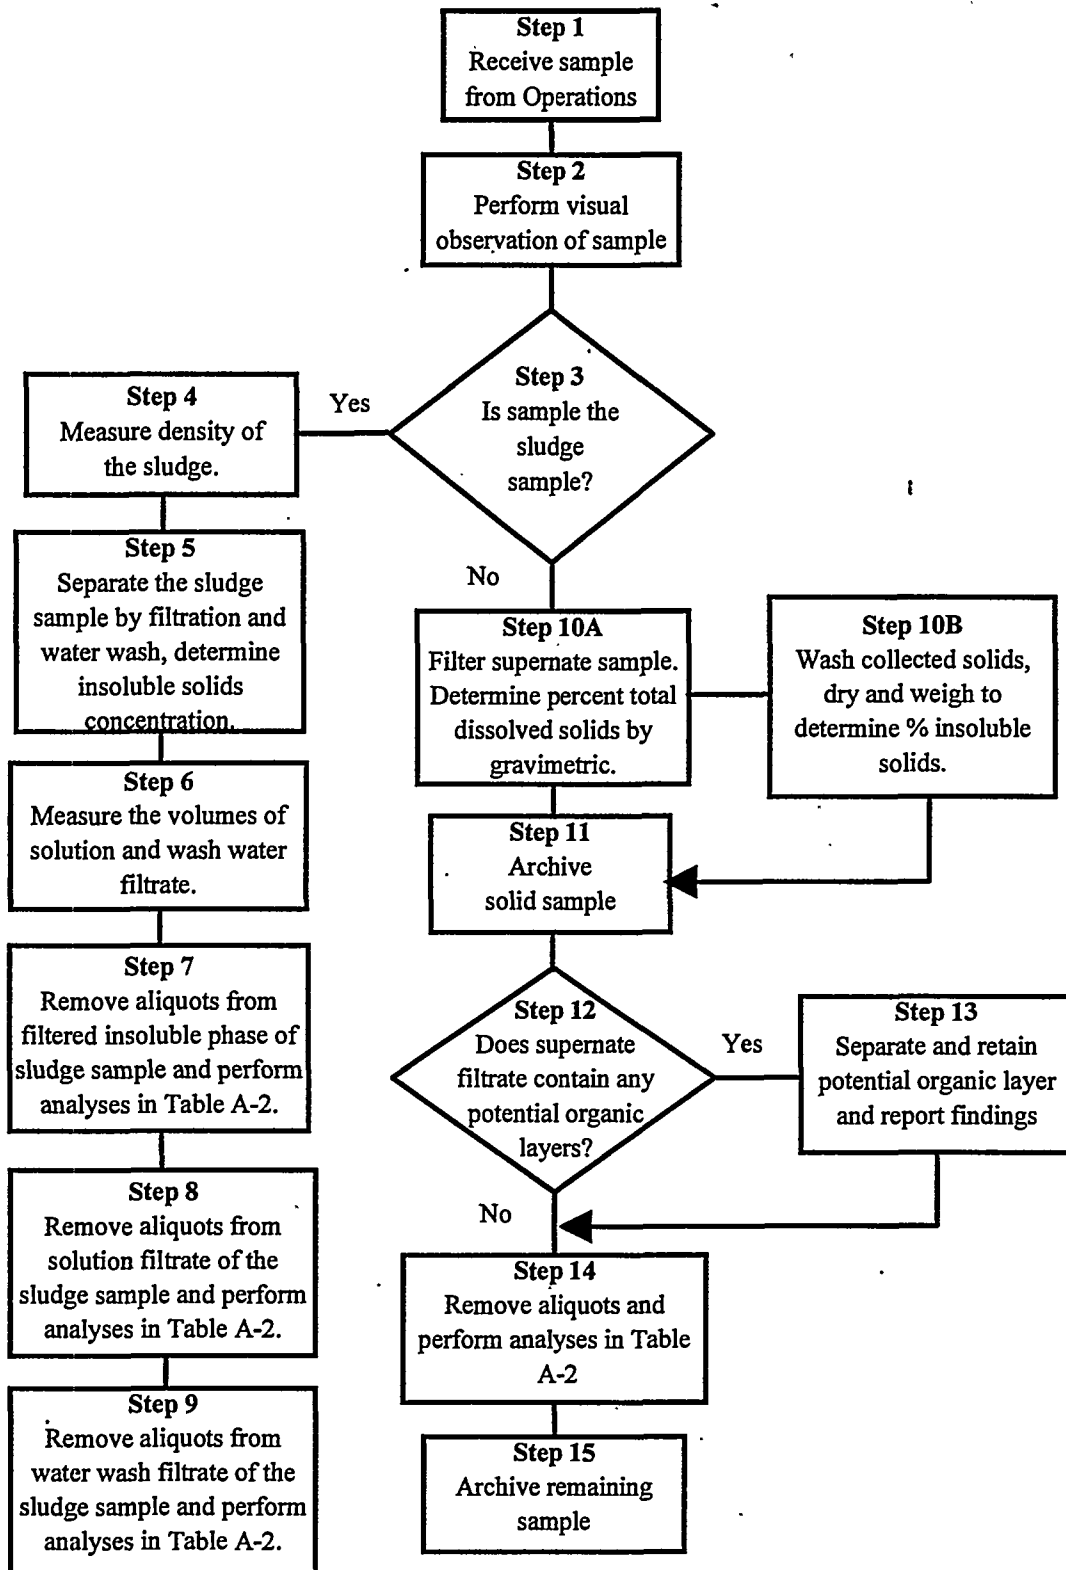 Step 1
Receive sample
from Operations
Step 2
Perform visual
observation of sample
Step 3
Is sample the
sludge
sample?
Yes
No
Step 4
Measure density of
the sludge.
Step 5
Separate the sludge
sample by filtration and
water wash, determine
insoluble solids
concentration.
Step 6
Measure the volumes of
solution and wash water
filtrate.
Step 7
Remove aliquots from
filtered insoluble phase of
sludge sample and perform
analyses in Table A-2.
Step 8
Remove aliquots from
solution filtrate of the
sludge sample and perform
analyses in Table A-2.
Step 9
Remove aliquots from
water wash filtrate of the
sludge sample and perform
analyses in Table A-2.
Step 10A
Filter supernate sample.
Determine percent total
dissolved solids by
gravimetric.
Step 10B
Wash collected solids,
dry and weigh to
determine % insoluble
solids.
Step 11
Archive
solid sample
Step 12
Does supernate
filtrate contain any
potential organic
layers?
Yes
No
Step 13
Separate and retain
potential organic layer
and report findings
Step 14
Remove aliquots and
perform analyses in Table
A-2
Step 15
Archive remaining
sample